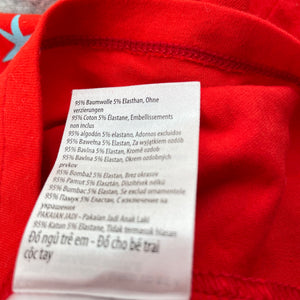 95% Baumwolle 5% Elasthan, Ohne
verzierungen
95% Coton 5% Élastane, Embellissements
non inclus
95% algodón 5% elastano, Adornos excluidos
95% Bawełna 5% Elastan, Za wyjątkiem ozdób
95% Bavlna 5% Elastan, Kromě ozdob
95% Bavlna 5% Elastan, Okrem ozdobných
prvkov
95% Bombaž 5% Elastan, Brez okrasov
95% Pamut 5% Elasztán, Díszítések nélkül
95% Bumbac 5% Elastan, Se exclud ornamentele
95% Памук 5% Еластан, С изключение на
украшения
PAKAIAN JADI - Pakaian Jadi Anak Laki
95% Katun 5% Elastane, Tidak termasuk hiasan
Đồ ngủ trẻ em - Đồ cho bé trai
cộc tay